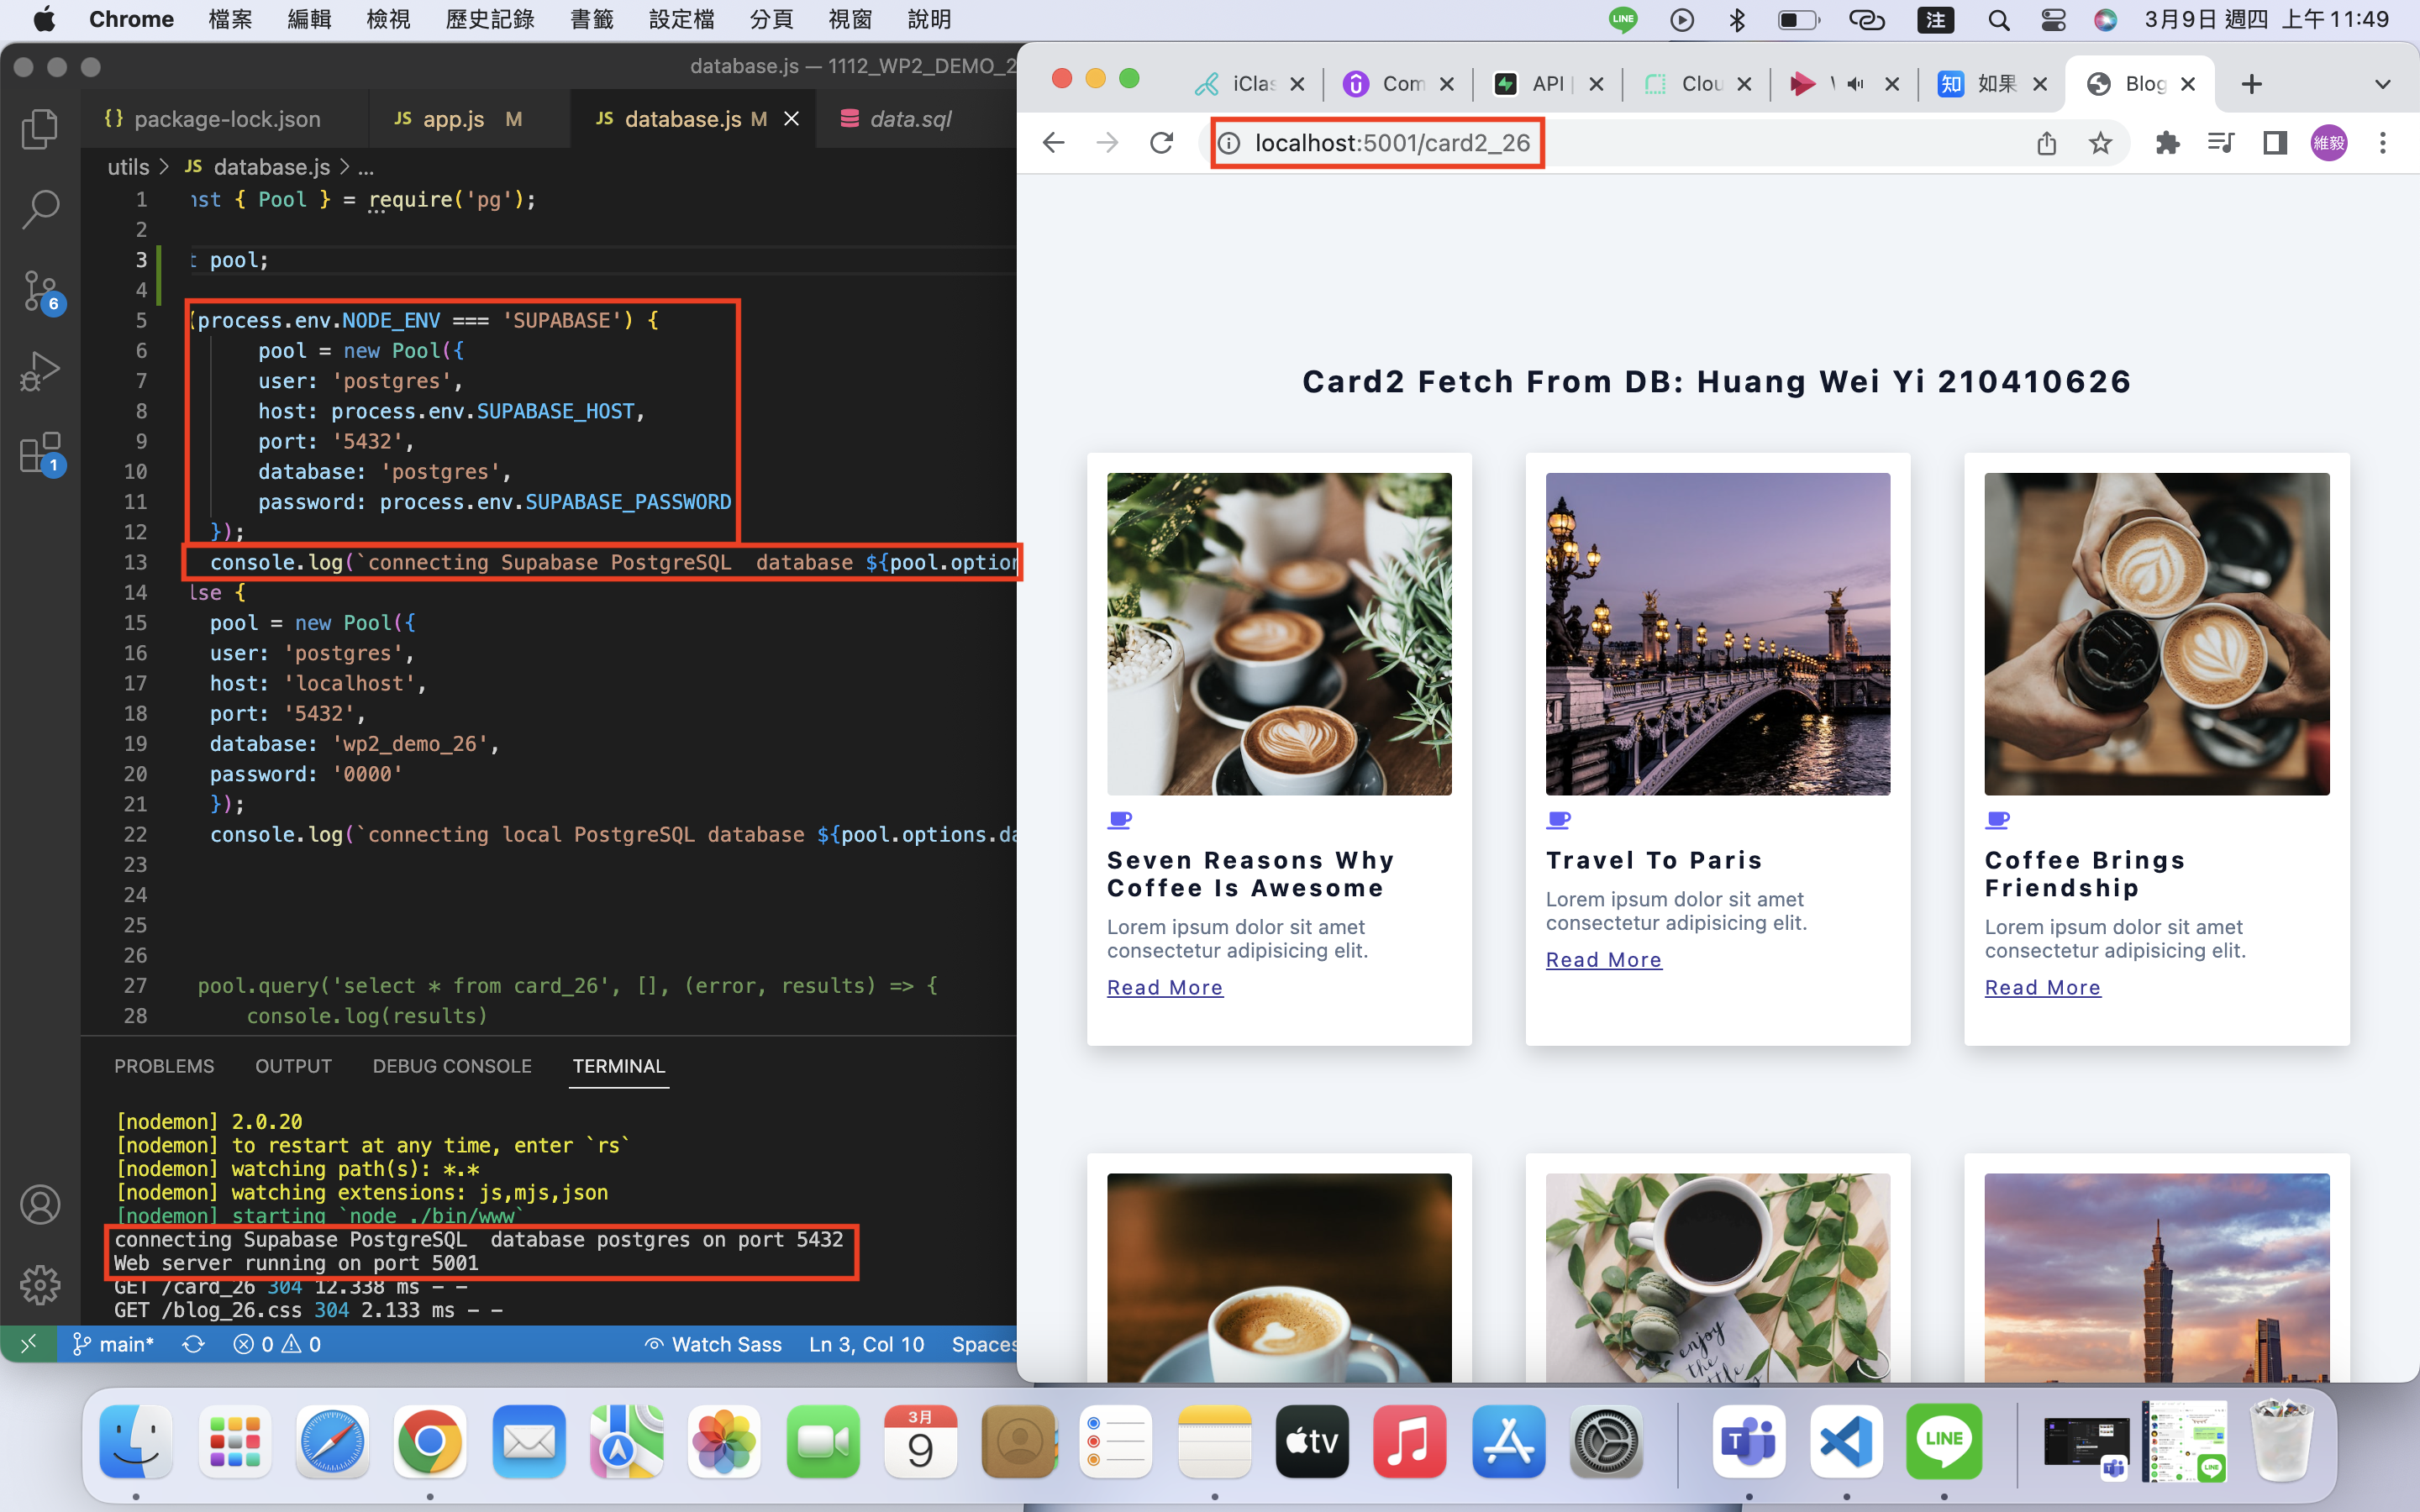 Chrome 檔案 編輯 檢視 歷史記錄 書籤 設定檔 分頁 視窗 說明 LINE 注 3月9日 週四 上午11:49
database.js — 1112_WP2_DEMO_2
{} package-lock.json JS app.js M JS database.js M data.sql
utils > JS database.js > ...
1 nst { Pool } = require('pg');
2
3 t pool;
4
5 (process.env.NODE_ENV === 'SUPABASE') {
6 pool = new Pool({
7 user: 'postgres',
8 host: process.env.SUPABASE_HOST,
9 port: '5432',
10 database: 'postgres',
11 password: process.env.SUPABASE_PASSWORD
12 });
13 console.log(`connecting Supabase PostgreSQL  database ${pool.option
14 lse {
15 pool = new Pool({
16 user: 'postgres',
17 host: 'localhost',
18 port: '5432',
19 database: 'wp2_demo_26',
20 password: '0000'
21 });
22 console.log(`connecting local PostgreSQL database ${pool.options.da
23
24
25
26
27 pool.query('select * from card_26', [], (error, results) => {
28 console.log(results)
6
1
PROBLEMS OUTPUT DEBUG CONSOLE TERMINAL
[nodemon] 2.0.20
[nodemon] to restart at any time, enter `rs`
[nodemon] watching path(s): *.*
[nodemon] watching extensions: js,mjs,json
[nodemon] starting `node ./bin/www`
connecting Supabase PostgreSQL  database postgres on port 5432
Web server running on port 5001
GET /card_26 304 12.338 ms - -
GET /blog_26.css 304 2.133 ms - -
main* 0 0 Watch Sass Ln 3, Col 10 Spaces
iClas Com API Clou 知 如果 Blog
localhost:5001/card2_26 維毅
Card2 Fetch From DB: Huang Wei Yi 210410626
Seven Reasons Why
Coffee Is Awesome
Lorem ipsum dolor sit amet
consectetur adipisicing elit.
Read More
Travel To Paris
Lorem ipsum dolor sit amet
consectetur adipisicing elit.
Read More
Coffee Brings
Friendship
Lorem ipsum dolor sit amet
consectetur adipisicing elit.
Read More
enjoy
the
little
3月
9
tv
T
LINE